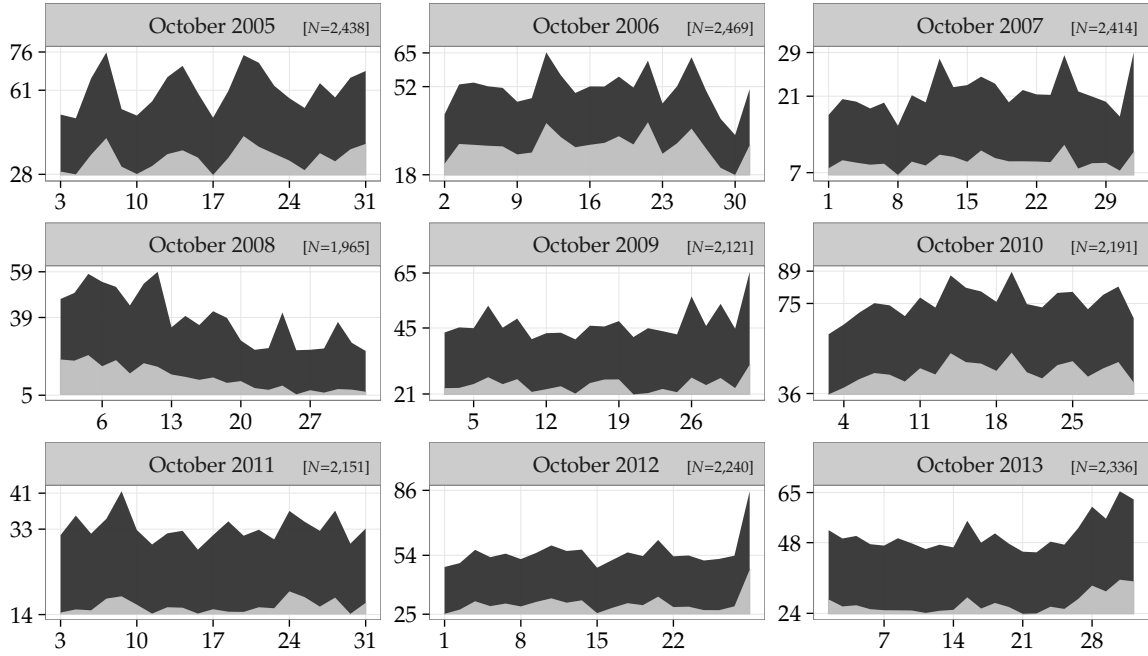 October 2005 [N=2,438]
76
61
28
3 10 17 24 31
October 2006 [N=2,469]
65
52
18
2 9 16 23 30
October 2007 [N=2,414]
29
21
7
1 8 15 22 29
October 2008 [N=1,965]
59
39
5
6 13 20 27
October 2009 [N=2,121]
65
45
21
5 12 19 26
October 2010 [N=2,191]
89
75
36
4 11 18 25
October 2011 [N=2,151]
41
33
14
3 10 17 24 31
October 2012 [N=2,240]
86
54
25
1 8 15 22
October 2013 [N=2,336]
65
48
24
7 14 21 28